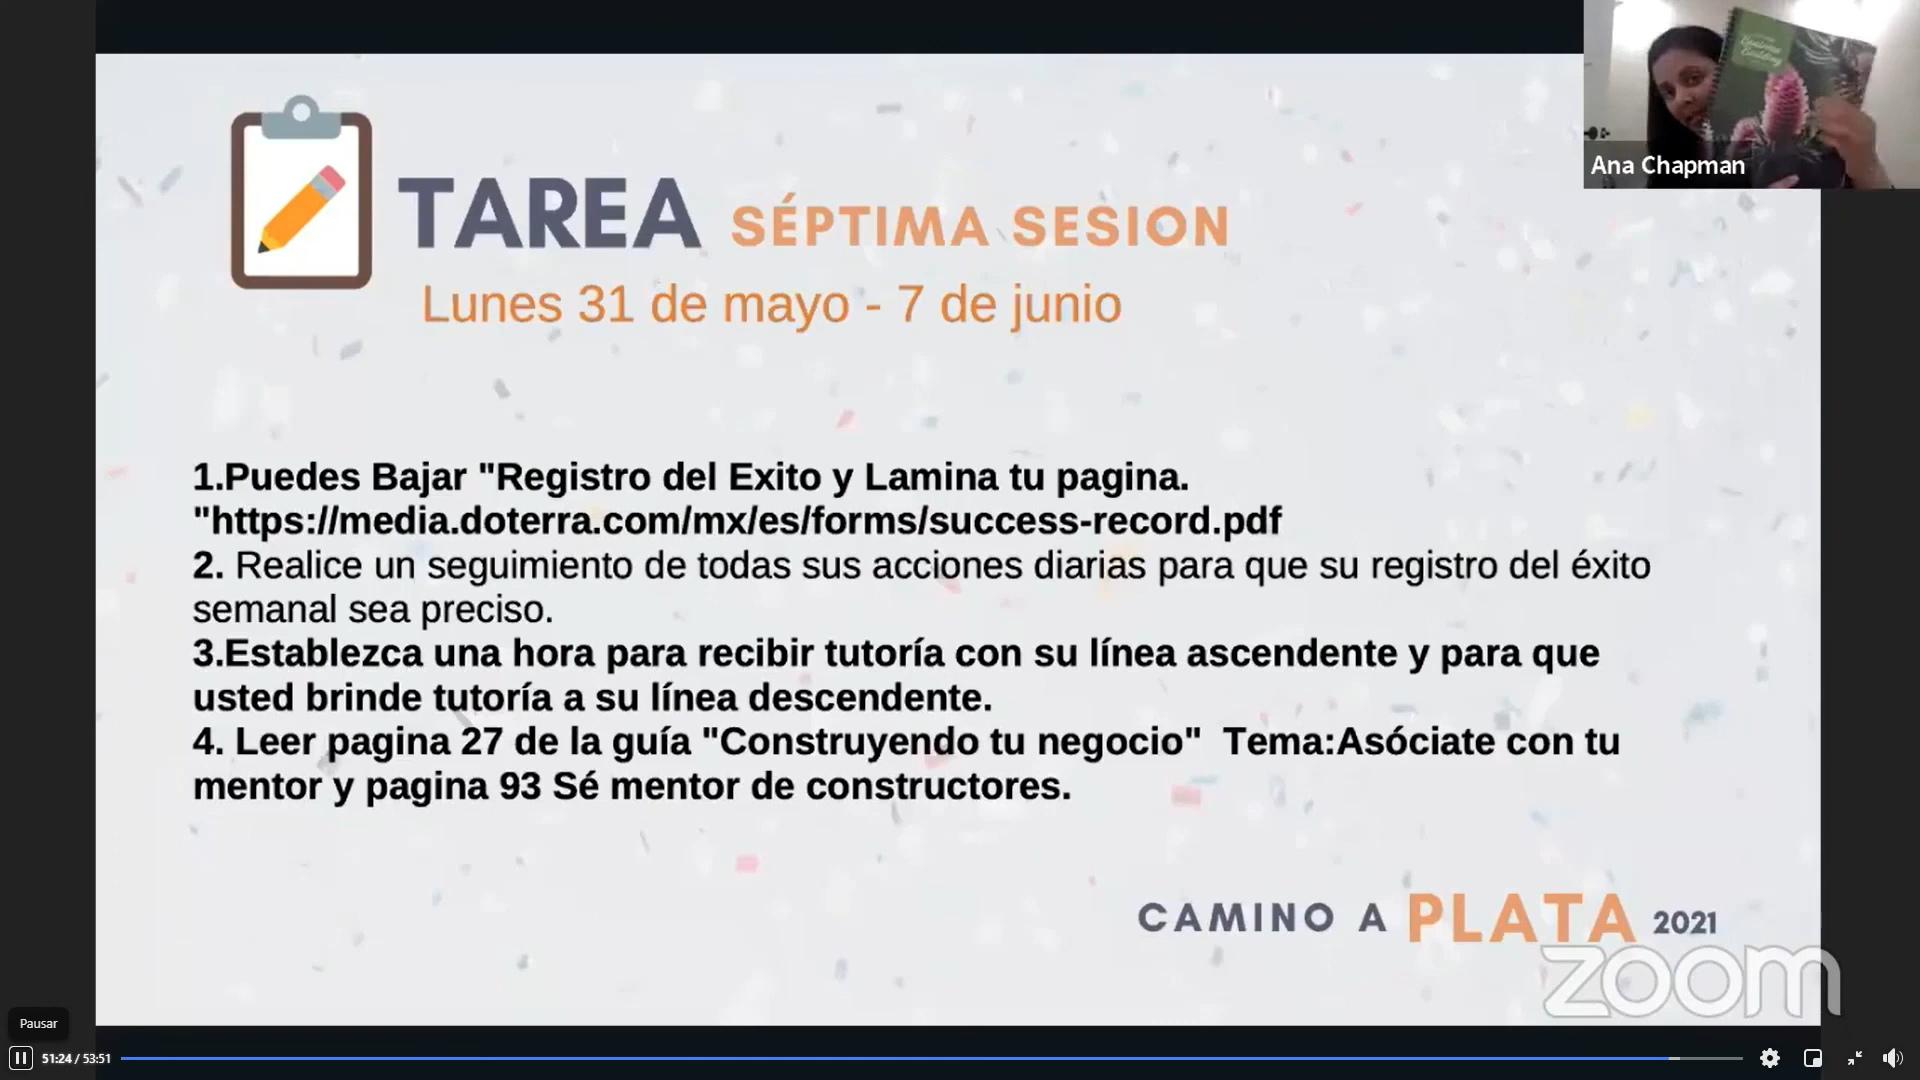 Ana Chapman
TAREA SÉPTIMA SESION
Lunes 31 de mayo - 7 de junio
1.Puedes Bajar "Registro del Exito y Lamina tu pagina.
"https://media.doterra.com/mx/es/forms/success-record.pdf
2. Realice un seguimiento de todas sus acciones diarias para que su registro del éxito
semanal sea preciso.
3.Establezca una hora para recibir tutoría con su línea ascendente y para que
usted brinde tutoría a su línea descendente.
4. Leer pagina 27 de la guía "Construyendo tu negocio"  Tema:Asóciate con tu
mentor y pagina 93 Sé mentor de constructores.
CAMINO A PLATA 2021
zoom
Pausar
51:24 / 53:51